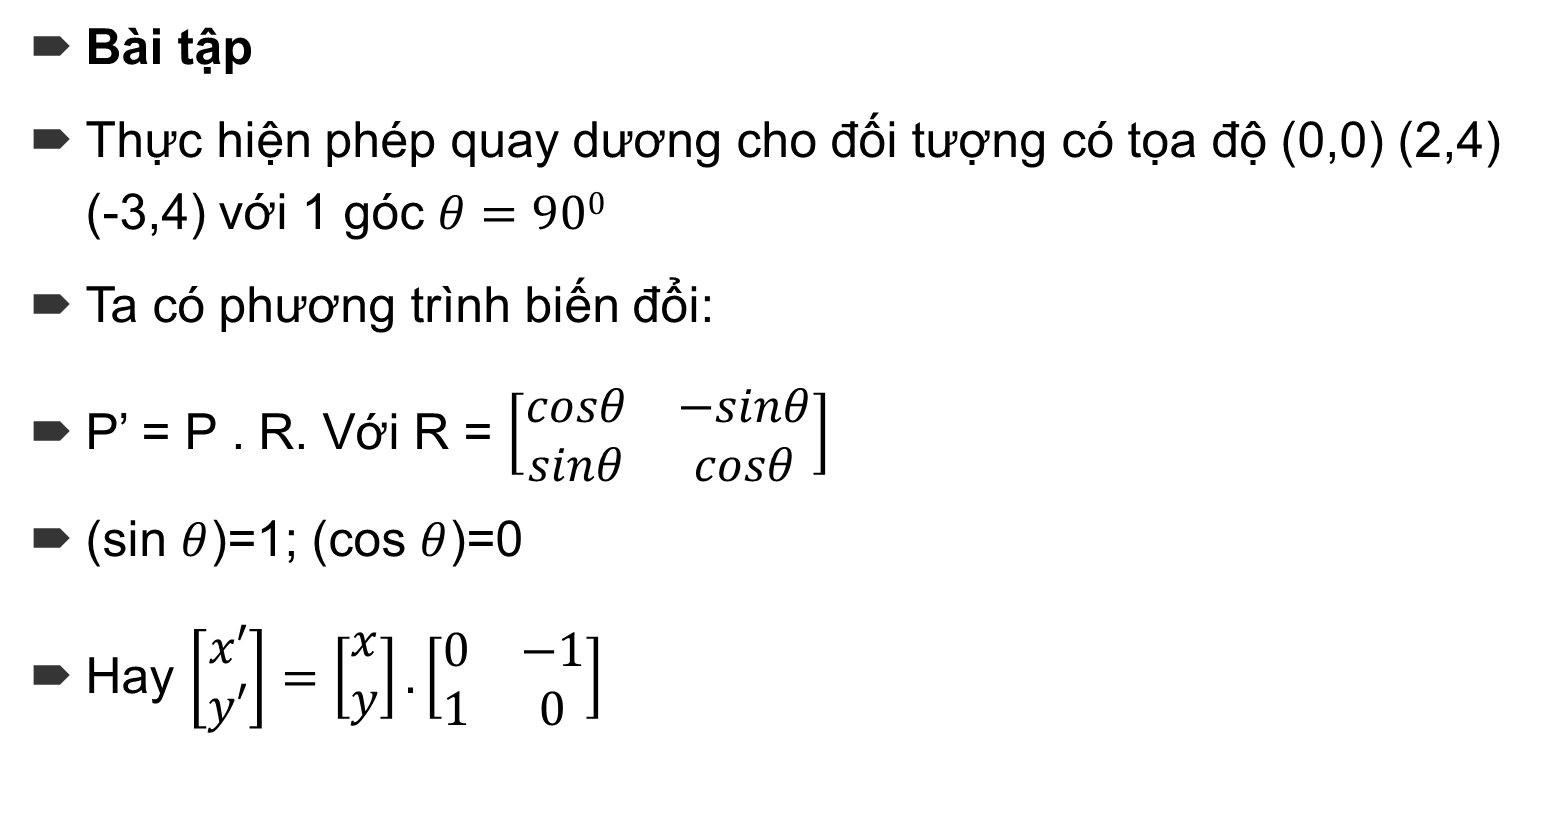 Bài tập
Thực hiện phép quay dương cho đối tượng có tọa độ (0,0) (2,4)
(-3,4) với 1 góc 𝜃 = 90⁰
Ta có phương trình biến đổi:
P’ = P . R. Với R = [𝑐𝑜𝑠𝜃 −𝑠𝑖𝑛𝜃
𝑠𝑖𝑛𝜃 𝑐𝑜𝑠𝜃]
(sin 𝜃)=1; (cos 𝜃)=0
Hay [𝑥′ 𝑦′] = [𝑥 𝑦] . [0 −1
1 0]